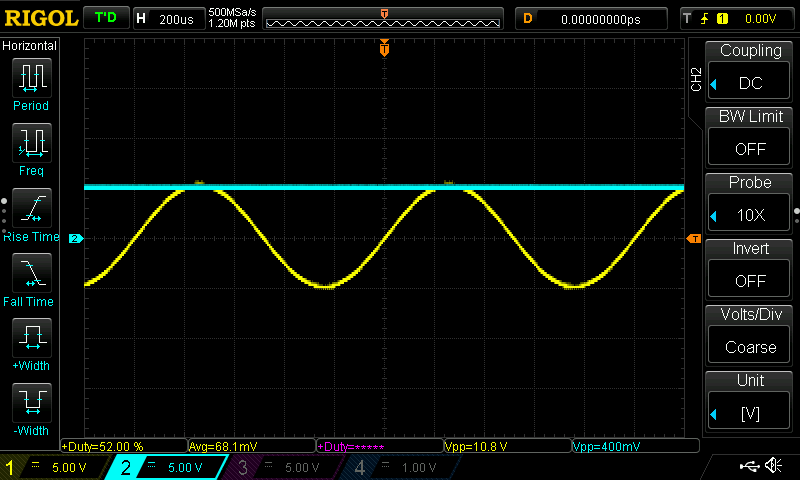 RIGOL T'D H 200us 500MSa/s 1.20M pts T D 0.00000000ps T 1 0.00V
Horizontal
Period
Freq
Rise Time
Fall Time
+Width
-Width
T
2
T
CH2
Coupling
DC
BW Limit
OFF
Probe
10X
Invert
OFF
Volts/Div
Coarse
Unit
[V]
+Duty=52.00 % Avg=68.1mV +Duty=***** Vpp=10.8 V Vpp=400mV
1 5.00 V 2 5.00 V 3 5.00 V 4 1.00 V